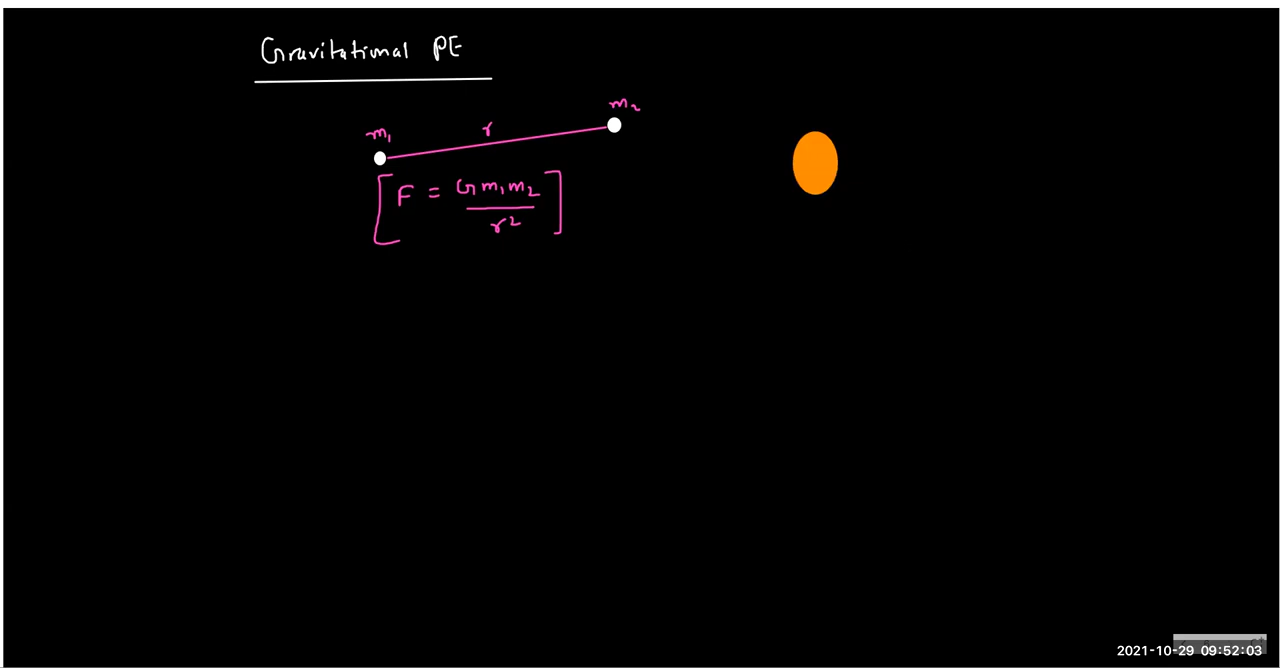 Gravitational PE
m₁ r m₂
F = Gm₁m₂
r²
2021-10-29 09:52:03